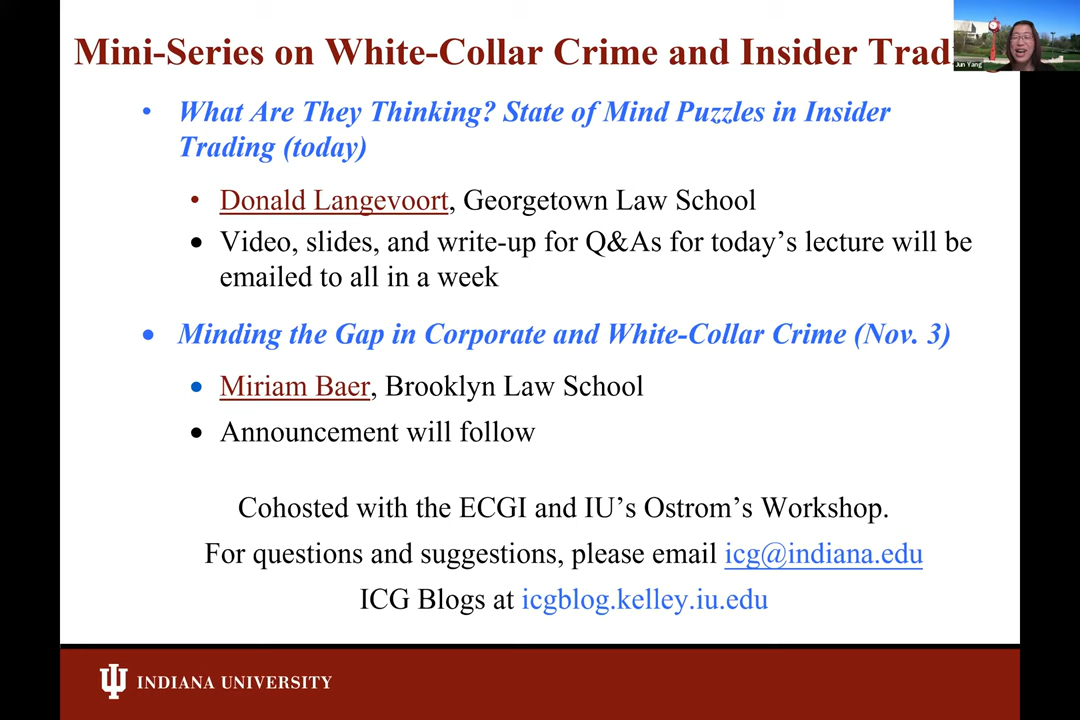 Mini-Series on White-Collar Crime and Insider Trad
Jun Yang
• What Are They Thinking? State of Mind Puzzles in Insider
Trading (today)
• Donald Langevoort, Georgetown Law School
• Video, slides, and write-up for Q&As for today's lecture will be
emailed to all in a week
• Minding the Gap in Corporate and White-Collar Crime (Nov. 3)
• Miriam Baer, Brooklyn Law School
• Announcement will follow
Cohosted with the ECGI and IU's Ostrom's Workshop.
For questions and suggestions, please email icg@indiana.edu
ICG Blogs at icgblog.kelley.iu.edu
INDIANA UNIVERSITY